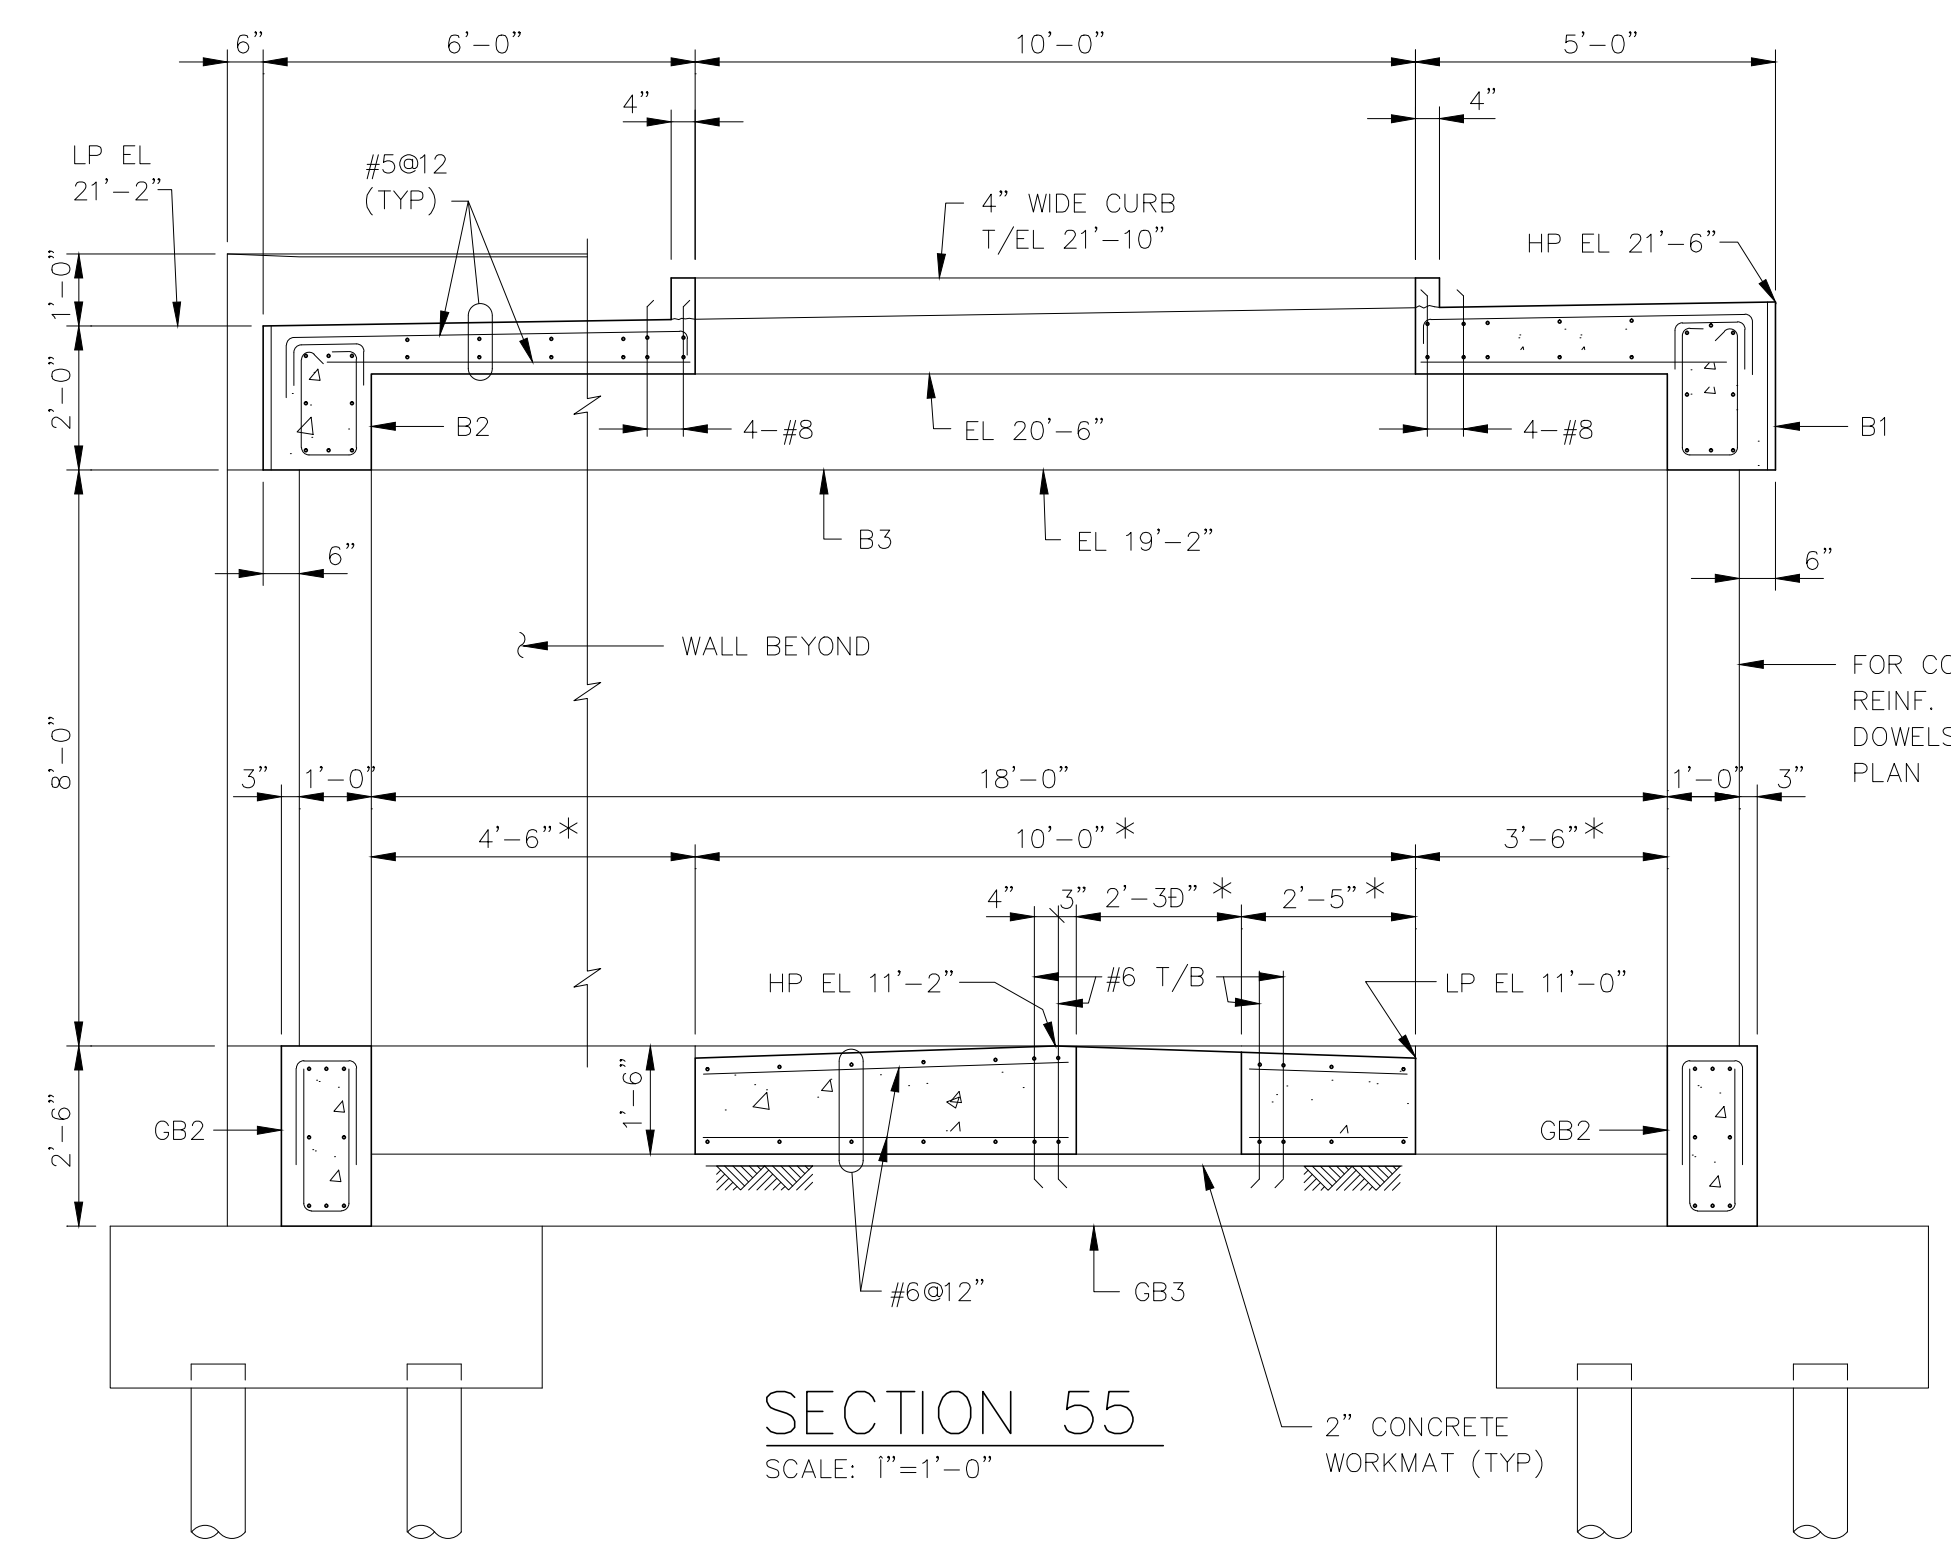 6" 6'-0" 10'-0" 5'-0"
4" 4"
LP EL
21'-2"
#5@12
(TYP)
4" WIDE CURB
T/EL 21'-10"
HP EL 21'-6"
1'-0"
2'-0"
B2
4-#8
EL 20'-6"
4-#8
B1
B3
EL 19'-2"
6"
6"
WALL BEYOND
FOR CO
REINF.
DOWELS
PLAN
8'-0"
3" 1'-0" 18'-0" 1'-0" 3"
4'-6"* 10'-0"* 3'-6"*
4" 3" 2'-3Đ" * 2'-5"*
HP EL 11'-2"
#6 T/B
LP EL 11'-0"
2'-6"
GB2
1'-6"
GB2
#6@12"
GB3
SECTION 55
SCALE: Î"=1'-0"
2" CONCRETE
WORKMAT (TYP)